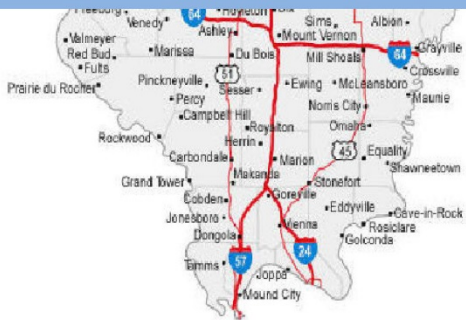 Venedy
64
Ashley
Sims
Albion
Valmeyer
Mount Vernon
Red Bud
Marissa
Du Bois
Mill Shoals
64
Grayville
Fults
Crossville
51
Pinckneyville
Sesser
Ewing
McLeansboro
Prairie du Rocher
Percy
Norris City
Maunie
Campbell Hill
Royalton
Omaha
Rockwood
Herrin
45
Equality
Carbondale
Marion
Shawneetown
Grand Tower
Makanda
Stonefort
Goreville
Cobden
Eddyville
Cave-in-Rock
Jonesboro
Vienna
Rosiclare
Dongola
Golconda
57
24
Tamms
Joppa
Mound City